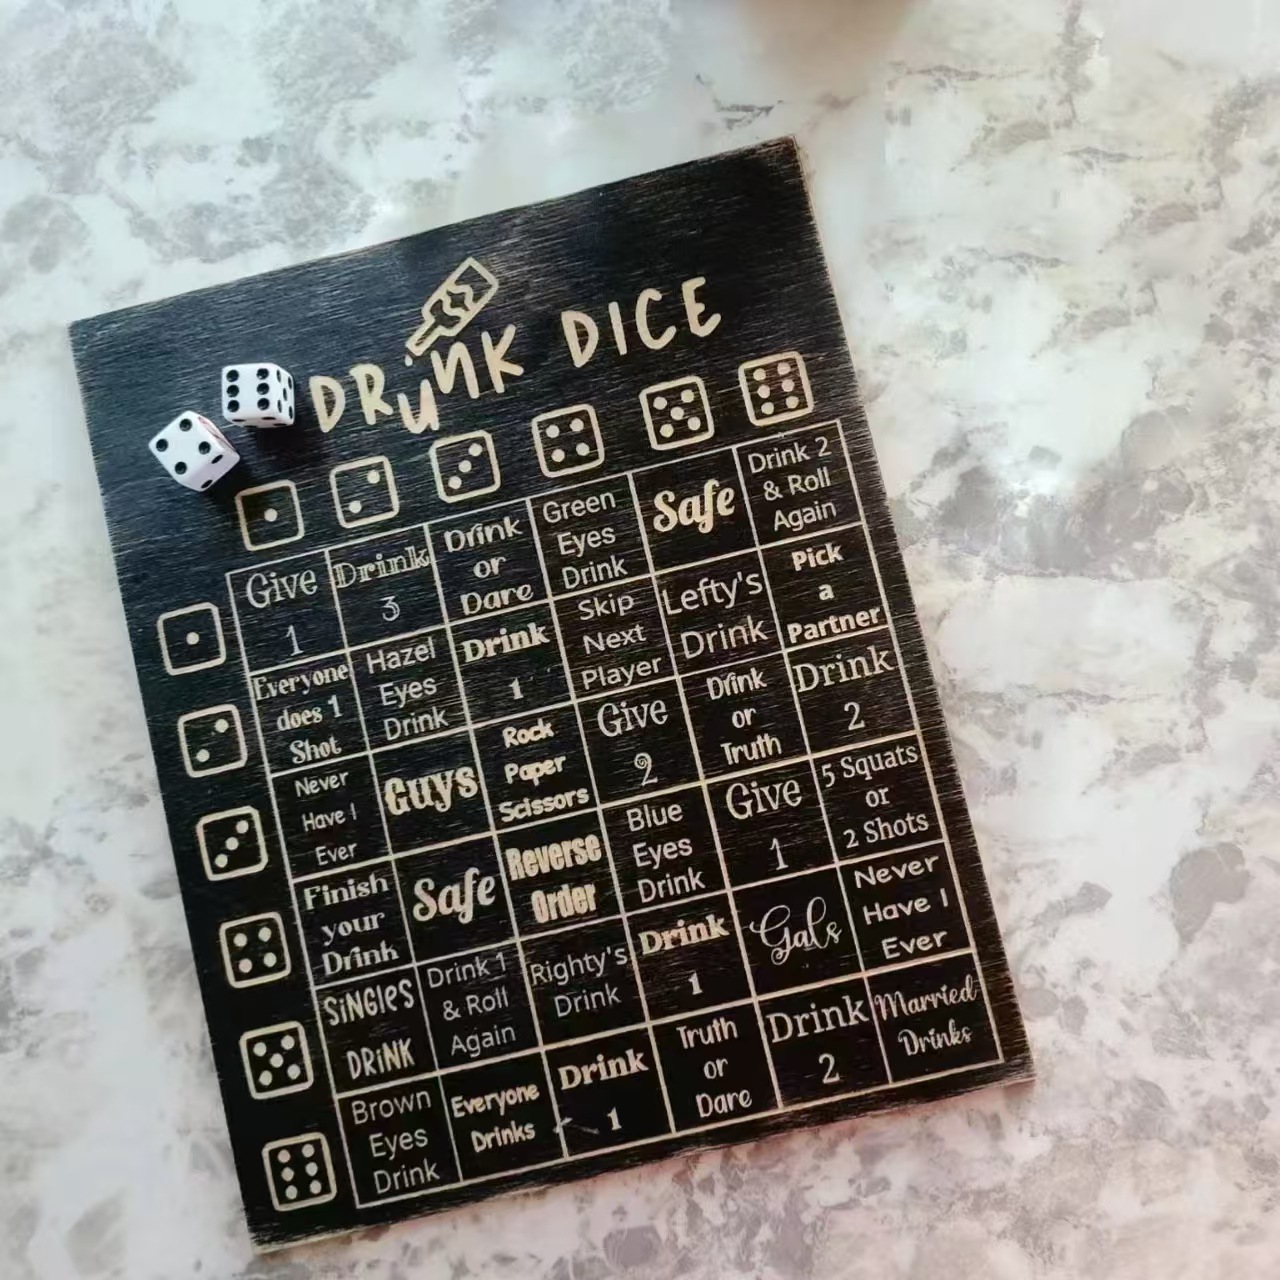 DRuNK DICE
Give
1
Drink
3
Drink
or
Dare
Green
Eyes
Drink
Safe
Drink 2
& Roll
Again
Everyone
does 1
Shot
Hazel
Eyes
Drink
Drink
1
Skip
Next
Player
Lefty's
Drink
Pick
a
Partner
Never
Have I
Ever
Guys
Rock
Paper
Scissors
Give
2
Drink
or
Truth
Drink
2
Finish
your
Drink
Safe
Reverse
Order
Blue
Eyes
Drink
Give
1
5 Squats
or
2 Shots
SiNGlES
DRiNK
Drink 1
& Roll
Again
Righty's
Drink
Drink
1
Gals
Never
Have I
Ever
Brown
Eyes
Drink
Everyone
Drinks
Drink
1
Truth
or
Dare
Drink
2
Married
Drinks